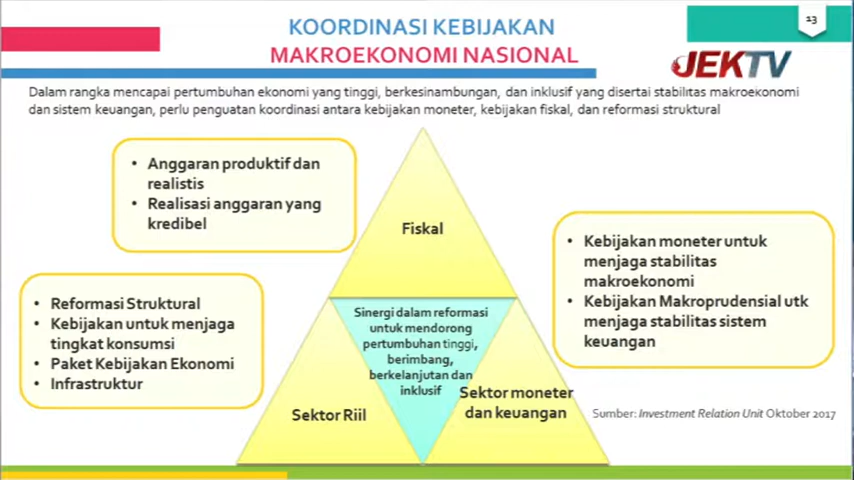 13
KOORDINASI KEBIJAKAN
MAKROEKONOMI NASIONAL
JEKTV
Dalam rangka mencapai pertumbuhan ekonomi yang tinggi, berkesinambungan, dan inklusif yang disertai stabilitas makroekonomi
dan sistem keuangan, perlu penguatan koordinasi antara kebijakan moneter, kebijakan fiskal, dan reformasi struktural
• Anggaran produktif dan
realistis
• Realisasi anggaran yang
kredibel
Fiskal
• Kebijakan moneter untuk
menjaga stabilitas
makroekonomi
• Kebijakan Makroprudensial utk
menjaga stabilitas sistem
keuangan
• Reformasi Struktural
• Kebijakan untuk menjaga
tingkat konsumsi
• Paket Kebijakan Ekonomi
• Infrastruktur
Sinergi dalam reformasi
untuk mendorong
pertumbuhan tinggi,
berimbang,
berkelanjutan dan
inklusif
Sektor Riil
Sektor moneter
dan keuangan
Sumber: Investment Relation Unit Oktober 2017